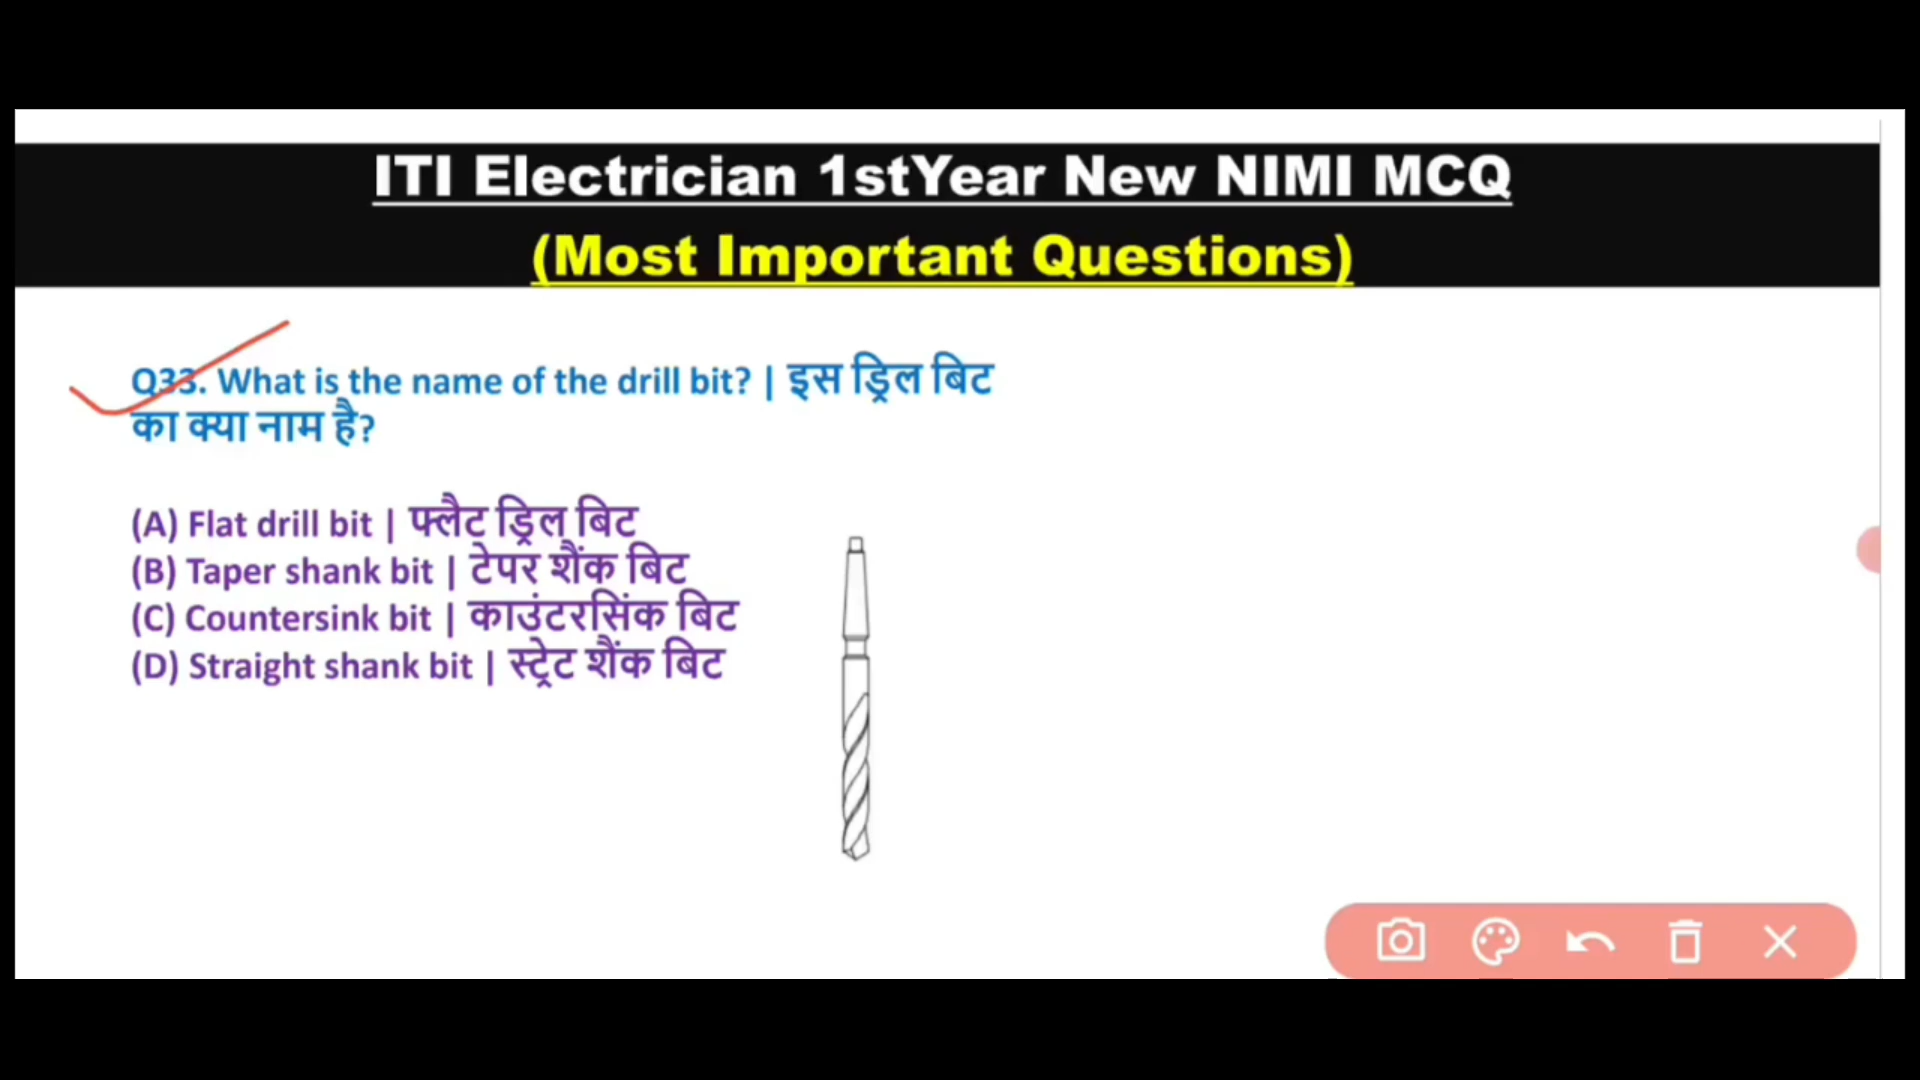 ITI Electrician 1stYear New NIMI MCQ
(Most Important Questions)
Q33. What is the name of the drill bit? | इस ड्रिल बिट
का क्या नाम है?
(A) Flat drill bit | फ्लैट ड्रिल बिट
(B) Taper shank bit | टेपर शैंक बिट
(C) Countersink bit | काउंटरसिंक बिट
(D) Straight shank bit | स्ट्रेट शैंक बिट